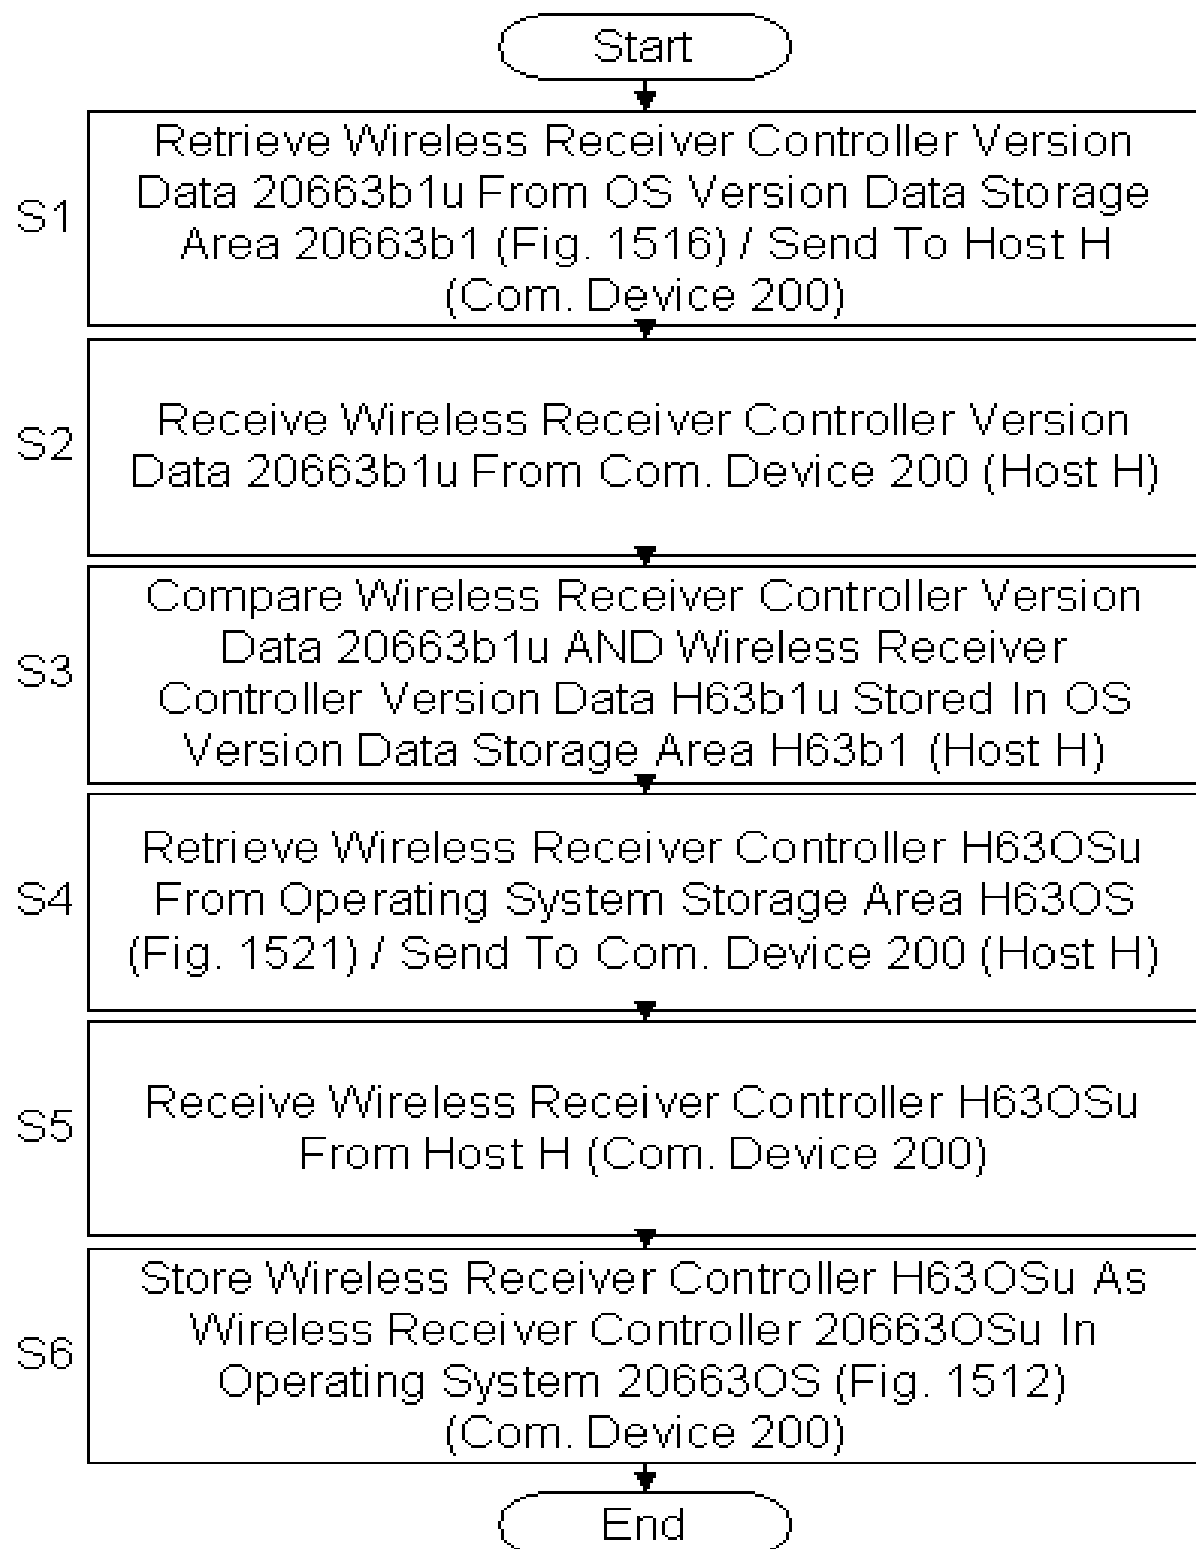 Start
S1
Retrieve Wireless Receiver Controller Version
Data 20663b1u From OS Version Data Storage
Area 20663b1 (Fig. 1516) / Send To Host H
(Com. Device 200)
S2
Receive Wireless Receiver Controller Version
Data 20663b1u From Com. Device 200 (Host H)
S3
Compare Wireless Receiver Controller Version
Data 20663b1u AND Wireless Receiver
Controller Version Data H63b1u Stored In OS
Version Data Storage Area H63b1 (Host H)
S4
Retrieve Wireless Receiver Controller H63OSu
From Operating System Storage Area H63OS
(Fig. 1521) / Send To Com. Device 200 (Host H)
S5
Receive Wireless Receiver Controller H63OSu
From Host H (Com. Device 200)
S6
Store Wireless Receiver Controller H63OSu As
Wireless Receiver Controller 20663OSu In
Operating System 20663OS (Fig. 1512)
(Com. Device 200)
End